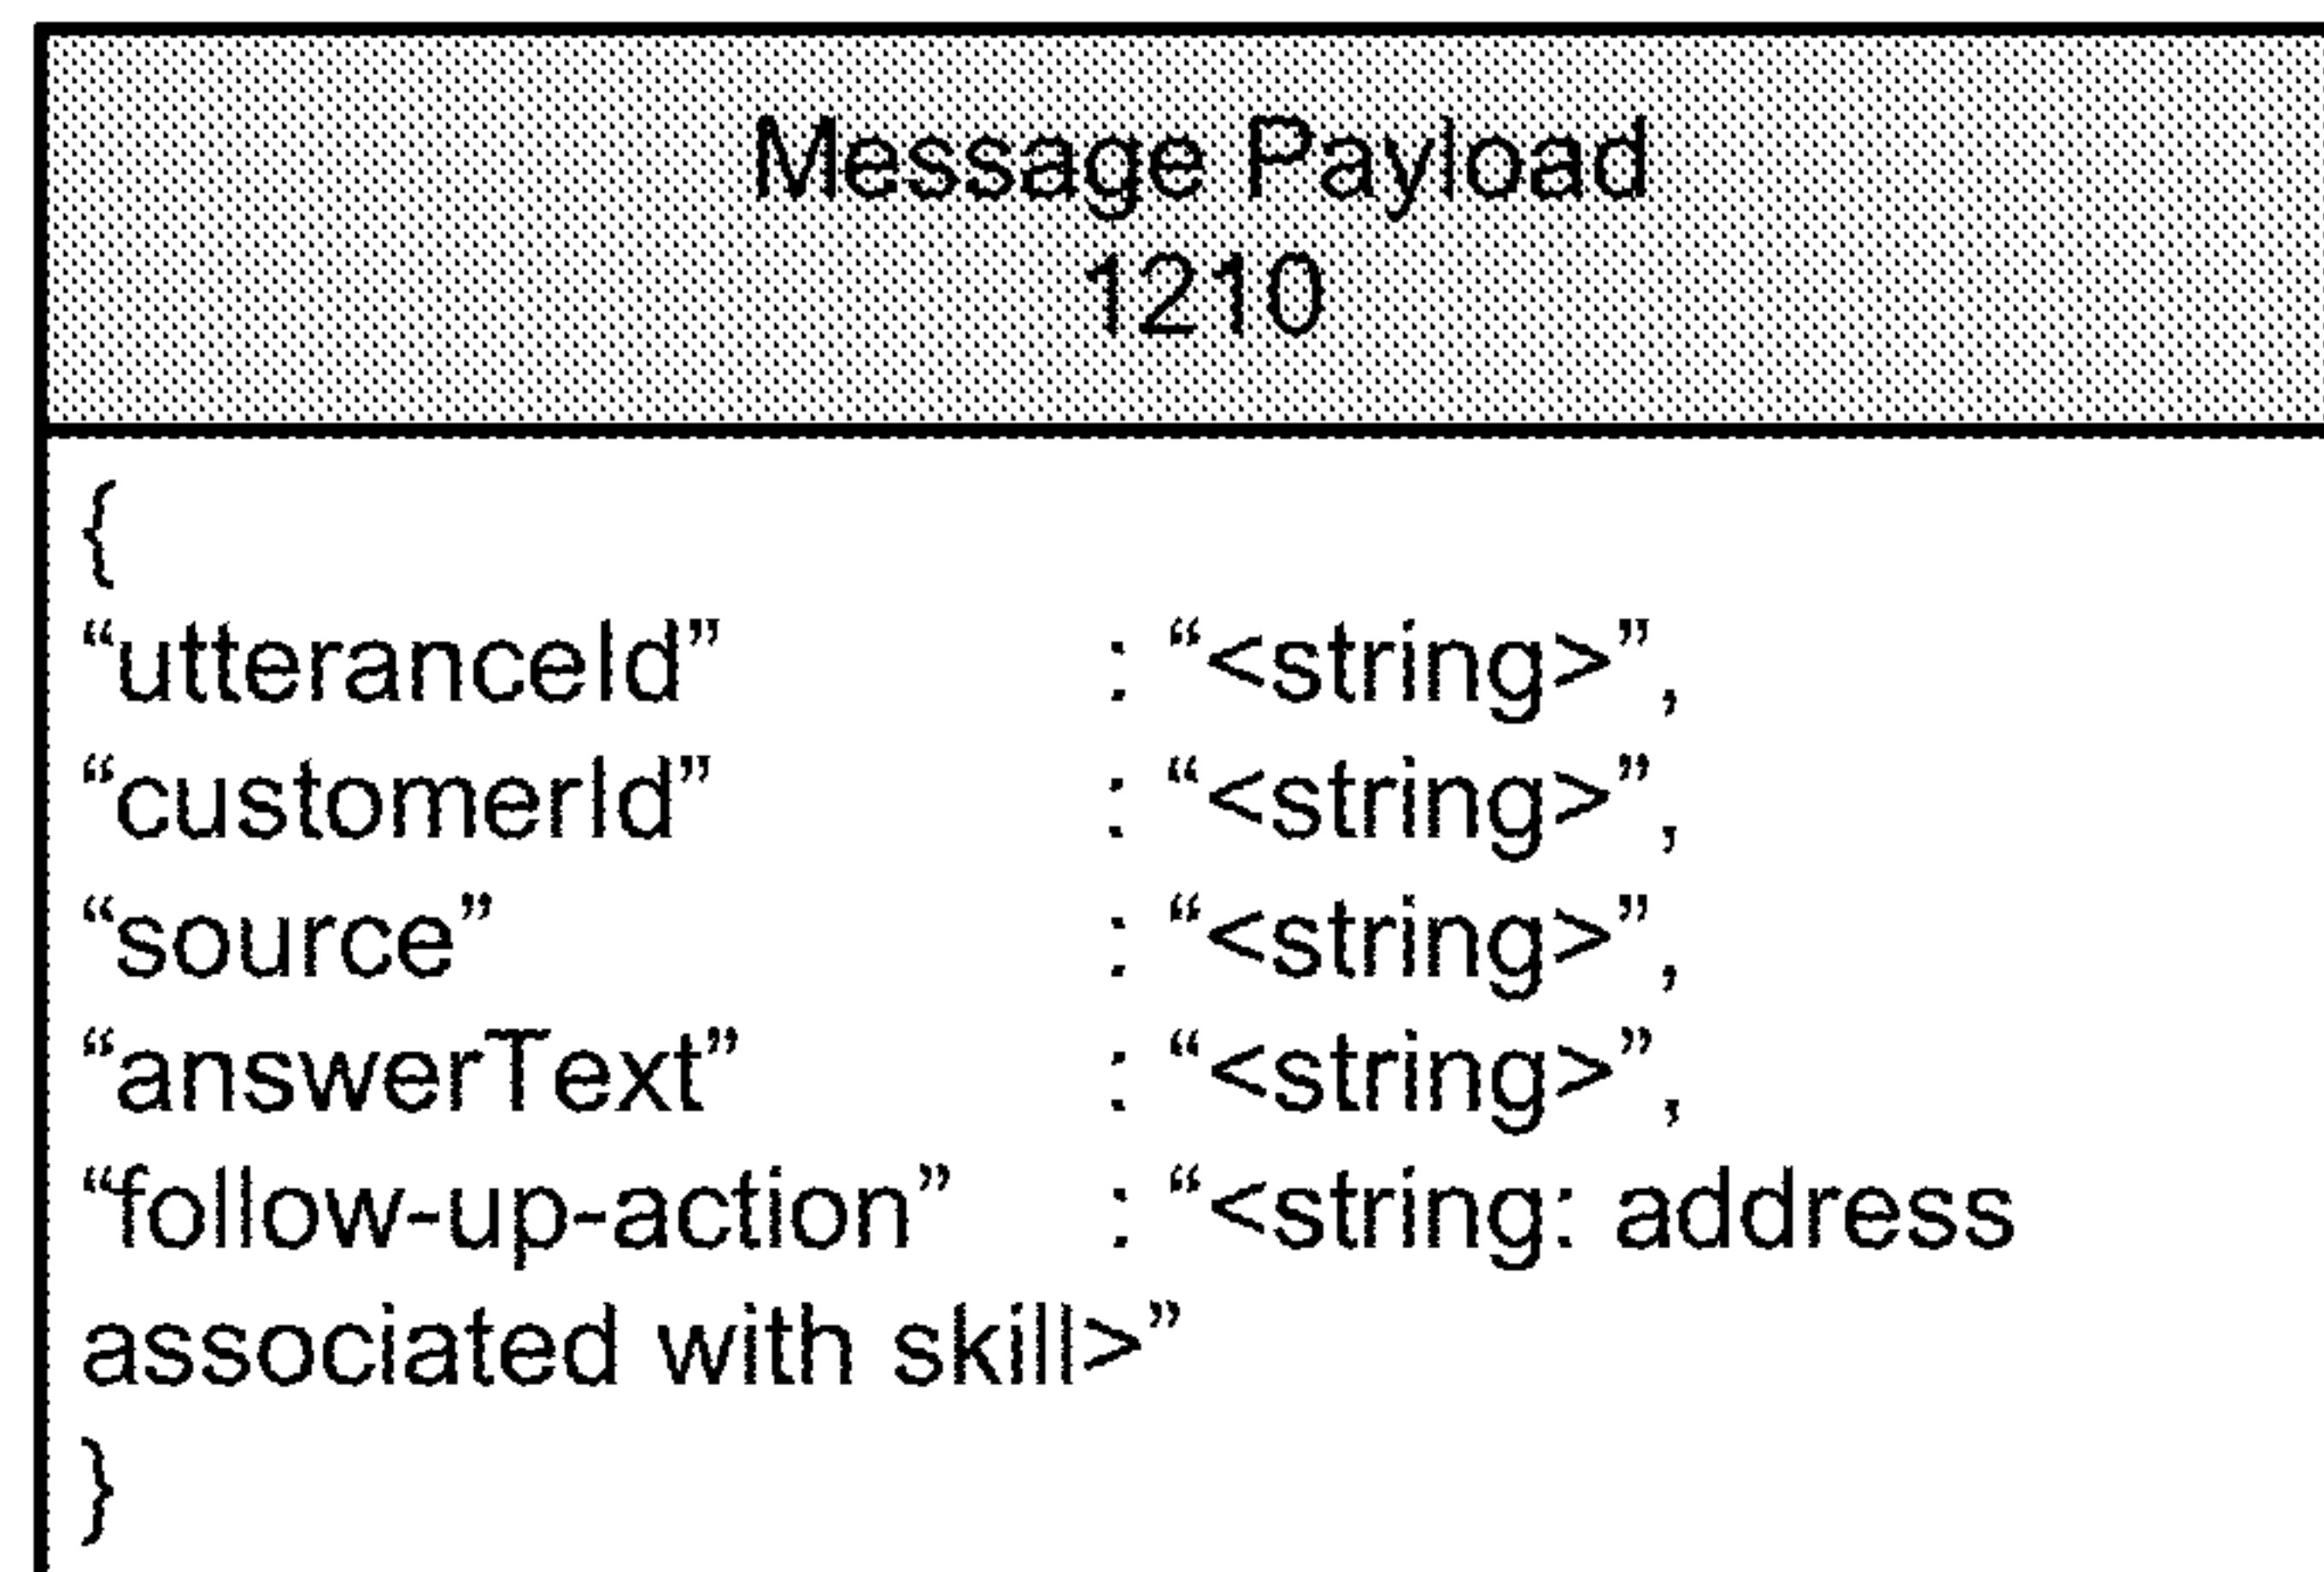 Message Payload
1210
{
“utteranceId” : “<string>”,
“customerId” : “<string>”,
“source” : “<string>”,
“answerText” : “<string>”,
“follow-up-action” : “<string: address
associated with skill>”
}